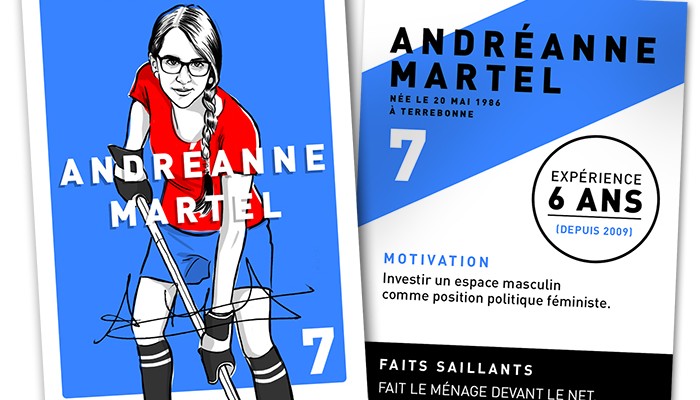 ANDRÉANNE
MARTEL
7
ANDRÉANNE
MARTEL
NÉE LE 20 MAI 1986
À TERREBONNE
7
EXPÉRIENCE
6 ANS
(DEPUIS 2009)
MOTIVATION
Investir un espace masculin
comme position politique féministe.
FAITS SAILLANTS
FAIT LE MÉNAGE DEVANT LE NET